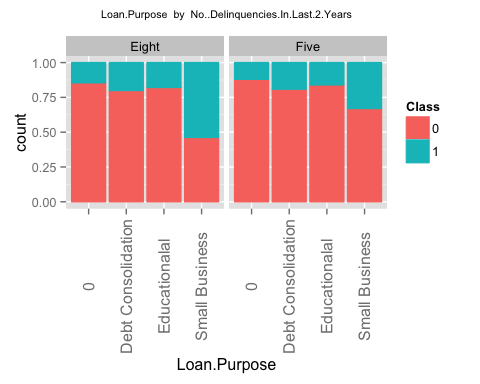 Loan.Purpose by No..Delinquencies.In.Last.2.Years
Eight
Five
1.00
0.75
0.50
0.25
0.00
count
Class
0
1
0
Debt Consolidation
Educationalal
Small Business
0
Debt Consolidation
Educationalal
Small Business
Loan.Purpose